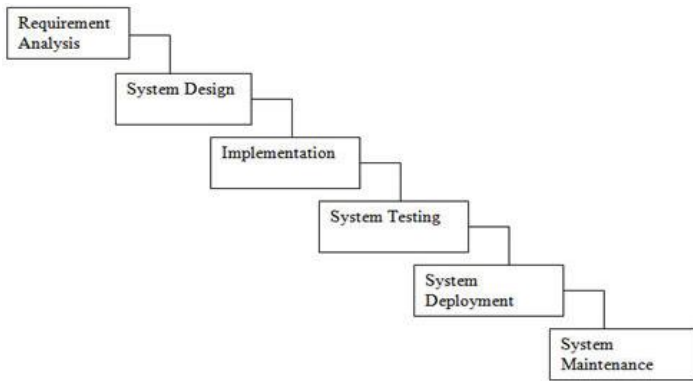 Requirement
Analysis
System Design
Implementation
System Testing
System
Deployment
System
Maintenance